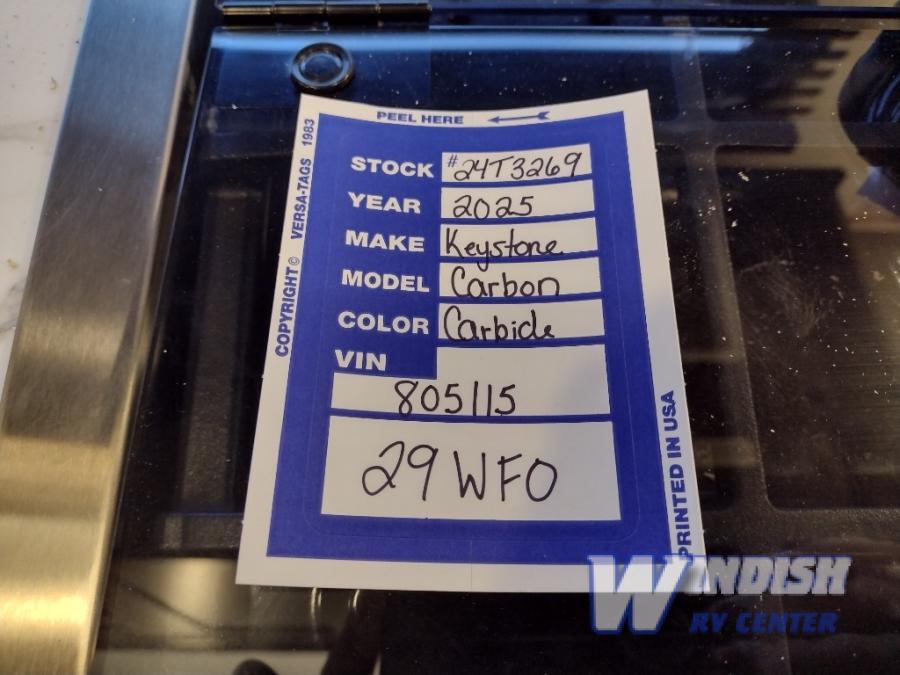 PEEL HERE
COPYRIGHT© VERSA-TAGS 1983
STOCK #24T3269
YEAR 2025
MAKE Keystone
MODEL Carbon
COLOR Carbide
VIN
805115
29 WFO
PRINTED IN USA
WINDISH
RV CENTER